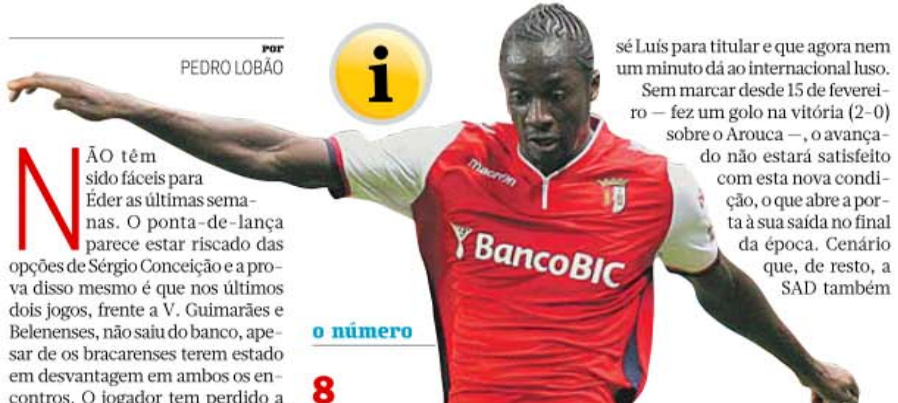 por
PEDRO LOBÃO
NÃO têm
sido fáceis para
Éder as últimas sema-
nas. O ponta-de-lança
parece estar riscado das
opções de Sérgio Conceição e a pro-
va disso mesmo é que nos últimos
dois jogos, frente a V. Guimarães e
Belenenses, não saiu do banco, ape-
sar de os bracarenses terem estado
em desvantagem em ambos os en-
contros. O jogador tem perdido a
i
macron
BancoBIC
o número
8
sé Luís para titular e que agora nem
um minuto dá ao internacional luso.
Sem marcar desde 15 de feverei-
ro — fez um golo na vitória (2-0)
sobre o Arouca —, o avança-
do não estará satisfeito
com esta nova condi-
ção, o que abre a por-
ta à sua saída no final
da época. Cenário
que, de resto, a
SAD também